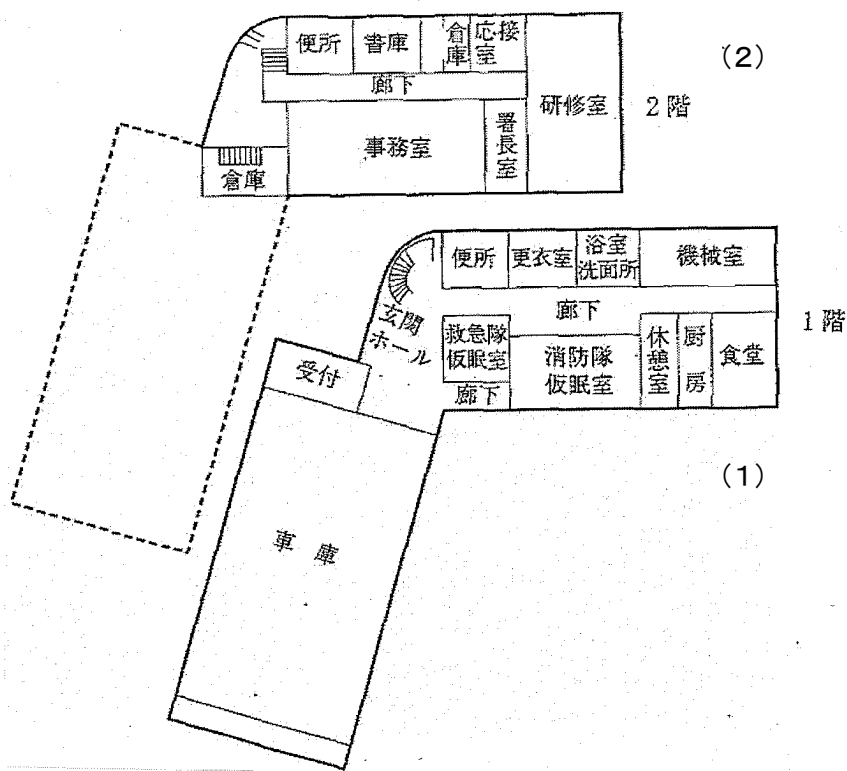 便所
書庫
倉庫
応接室
(2)
廊下
研修室
2階
事務室
署長室
倉庫
便所
更衣室
浴室
洗面所
機械室
廊下
1階
玄関
ホール
救急隊
仮眠室
消防隊
仮眠室
休憩室
厨房
食堂
受付
廊下
(1)
車庫